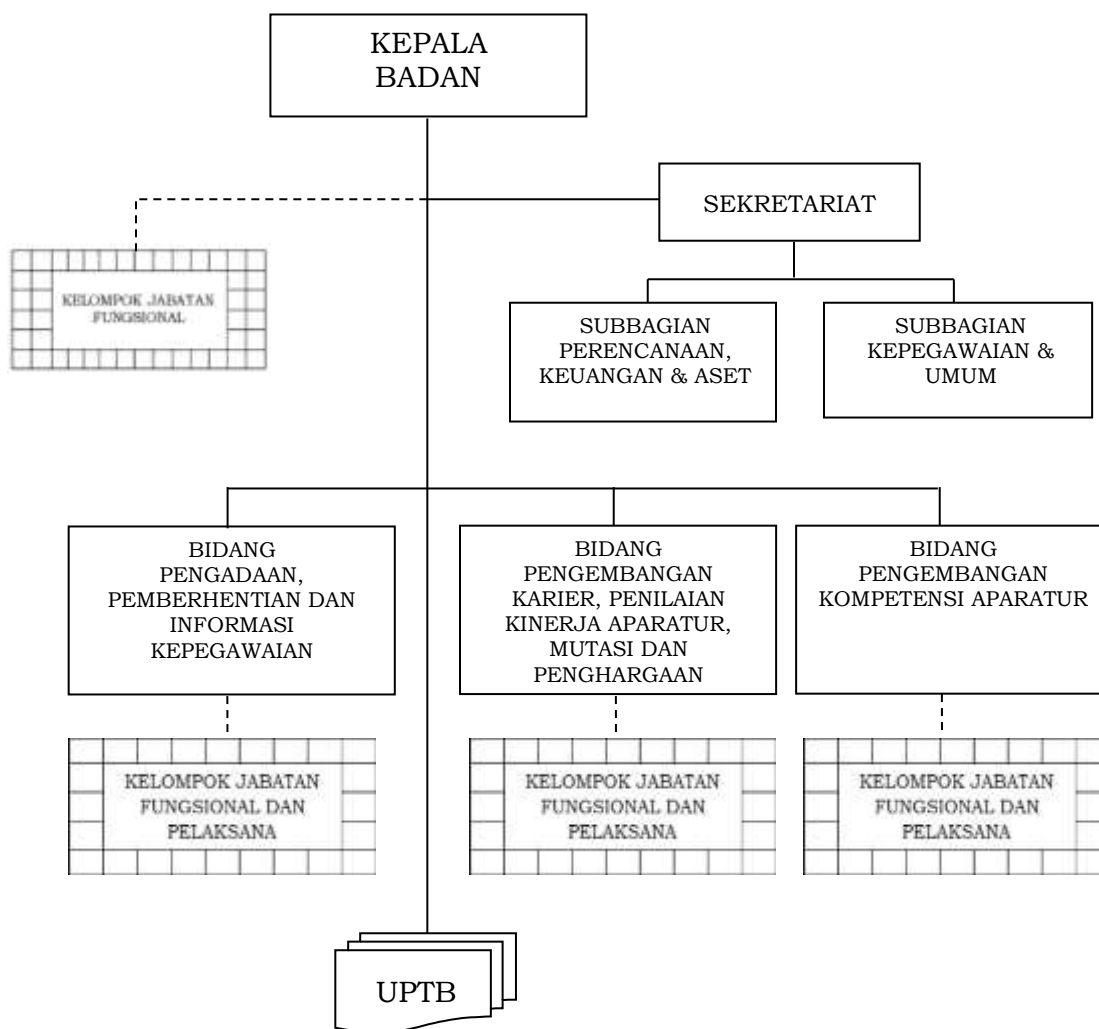 KEPALA
BADAN
SEKRETARIAT
KELOMPOK JABATAN
FUNGSIONAL
SUBBAGIAN
PERENCANAAN,
KEUANGAN & ASET
SUBBAGIAN
KEPEGAWAIAN &
UMUM
BIDANG
PENGADAAN,
PEMBERHENTIAN DAN
INFORMASI
KEPEGAWAIAN
BIDANG
PENGEMBANGAN
KARIER, PENILAIAN
KINERJA APARATUR,
MUTASI DAN
PENGHARGAAN
BIDANG
PENGEMBANGAN
KOMPETENSI APARATUR
KELOMPOK JABATAN
FUNGSIONAL DAN
PELAKSANA
KELOMPOK JABATAN
FUNGSIONAL DAN
PELAKSANA
KELOMPOK JABATAN
FUNGSIONAL DAN
PELAKSANA
UPTB